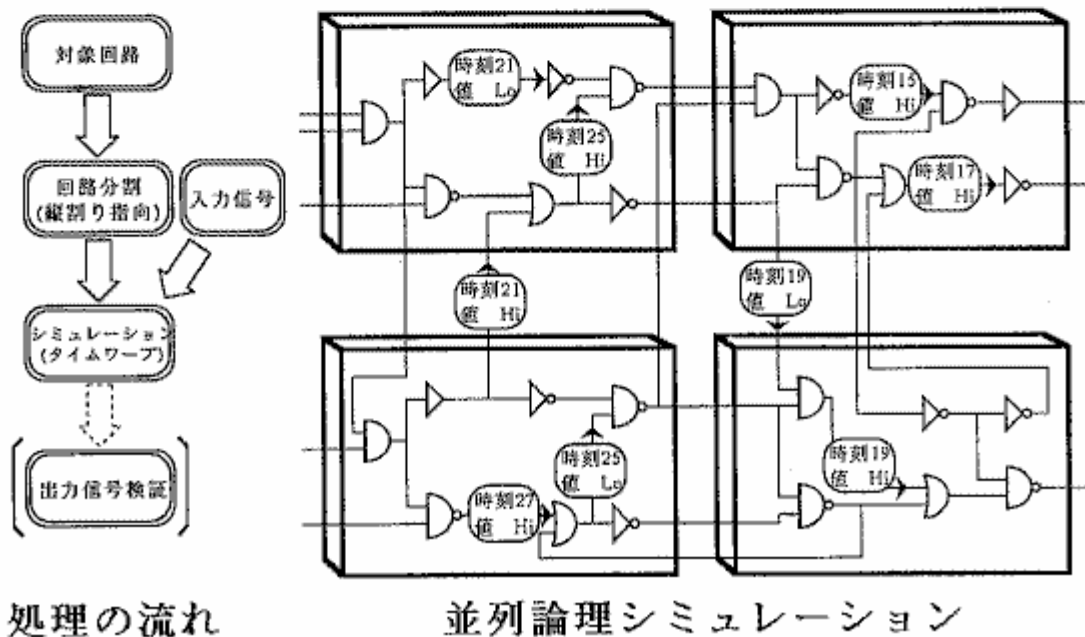 対象回路
回路分割
(縦割り指向)
入力信号
シミュレーション
(タイムワープ)
出力信号検証
処理の流れ
時刻21
値 Lo
時刻25
値 Hi
時刻15
値 Hi
時刻17
値 Hi
時刻21
値 Hi
時刻19
値 Lo
時刻25
値 Lo
時刻27
値 Hi
時刻19
値 Hi
並列論理シミュレーション